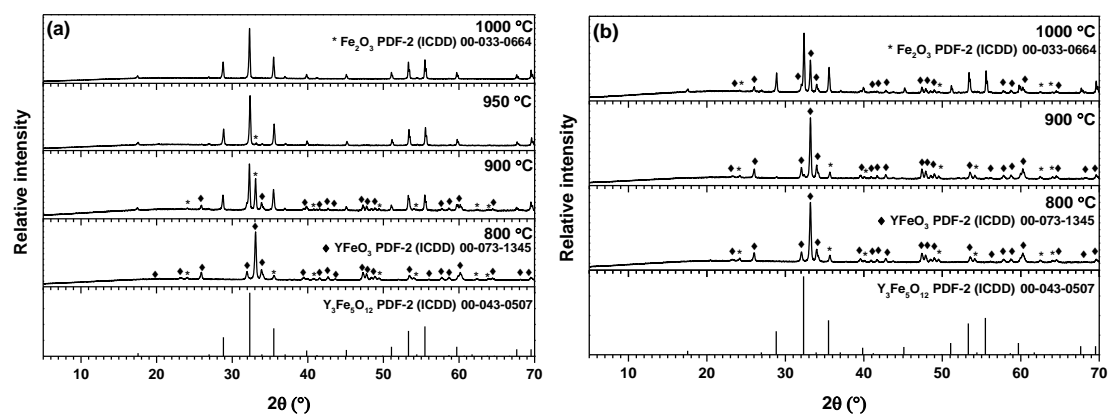 (a)
1000 °C
* Fe₂O₃ PDF-2 (ICDD) 00-033-0664
950 °C
900 °C
800 °C
♦ YFeO₃ PDF-2 (ICDD) 00-073-1345
Y₃Fe₅O₁₂ PDF-2 (ICDD) 00-043-0507
Relative intensity
10 20 30 40 50 60 70
2θ (°)
(b)
1000 °C
* Fe₂O₃ PDF-2 (ICDD) 00-033-0664
900 °C
800 °C
♦ YFeO₃ PDF-2 (ICDD) 00-073-1345
Y₃Fe₅O₁₂ PDF-2 (ICDD) 00-043-0507
Relative intensity
10 20 30 40 50 60 70
2θ (°)